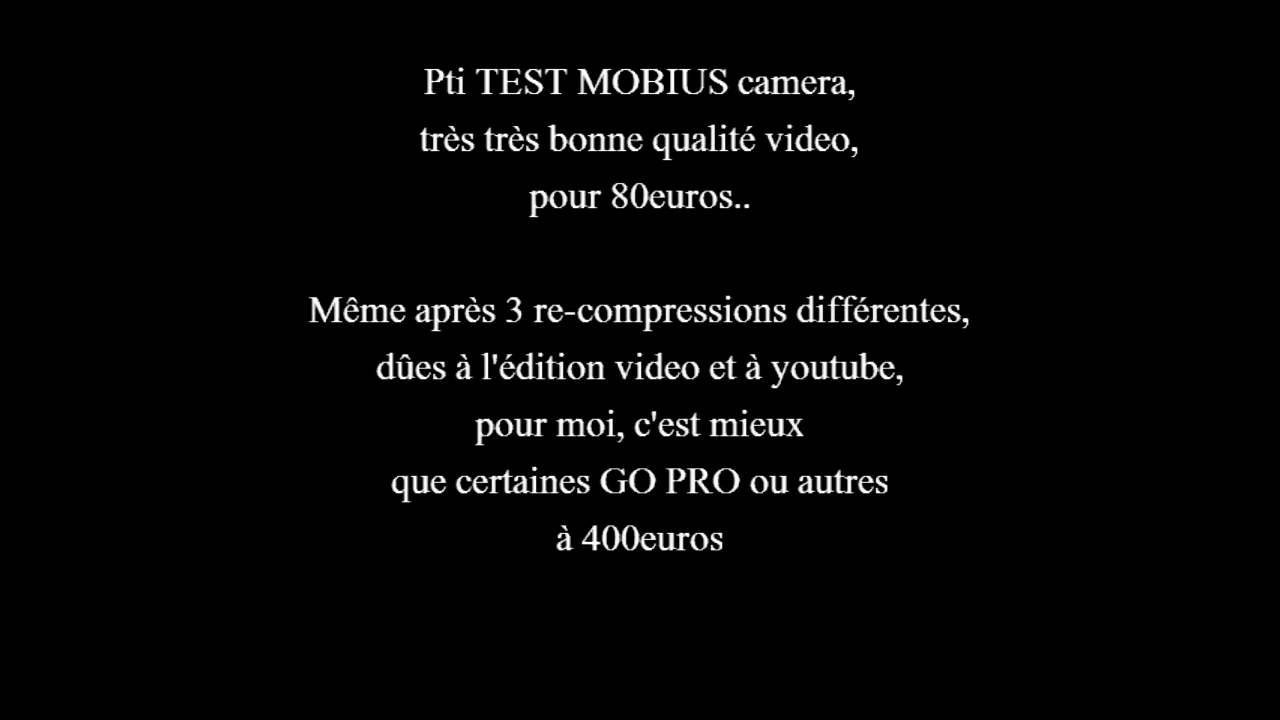 Pti TEST MOBIUS camera,
très très bonne qualité video,
pour 80euros..
Même après 3 re-compressions différentes,
dûes à l'édition video et à youtube,
pour moi, c'est mieux
que certaines GO PRO ou autres
à 400euros